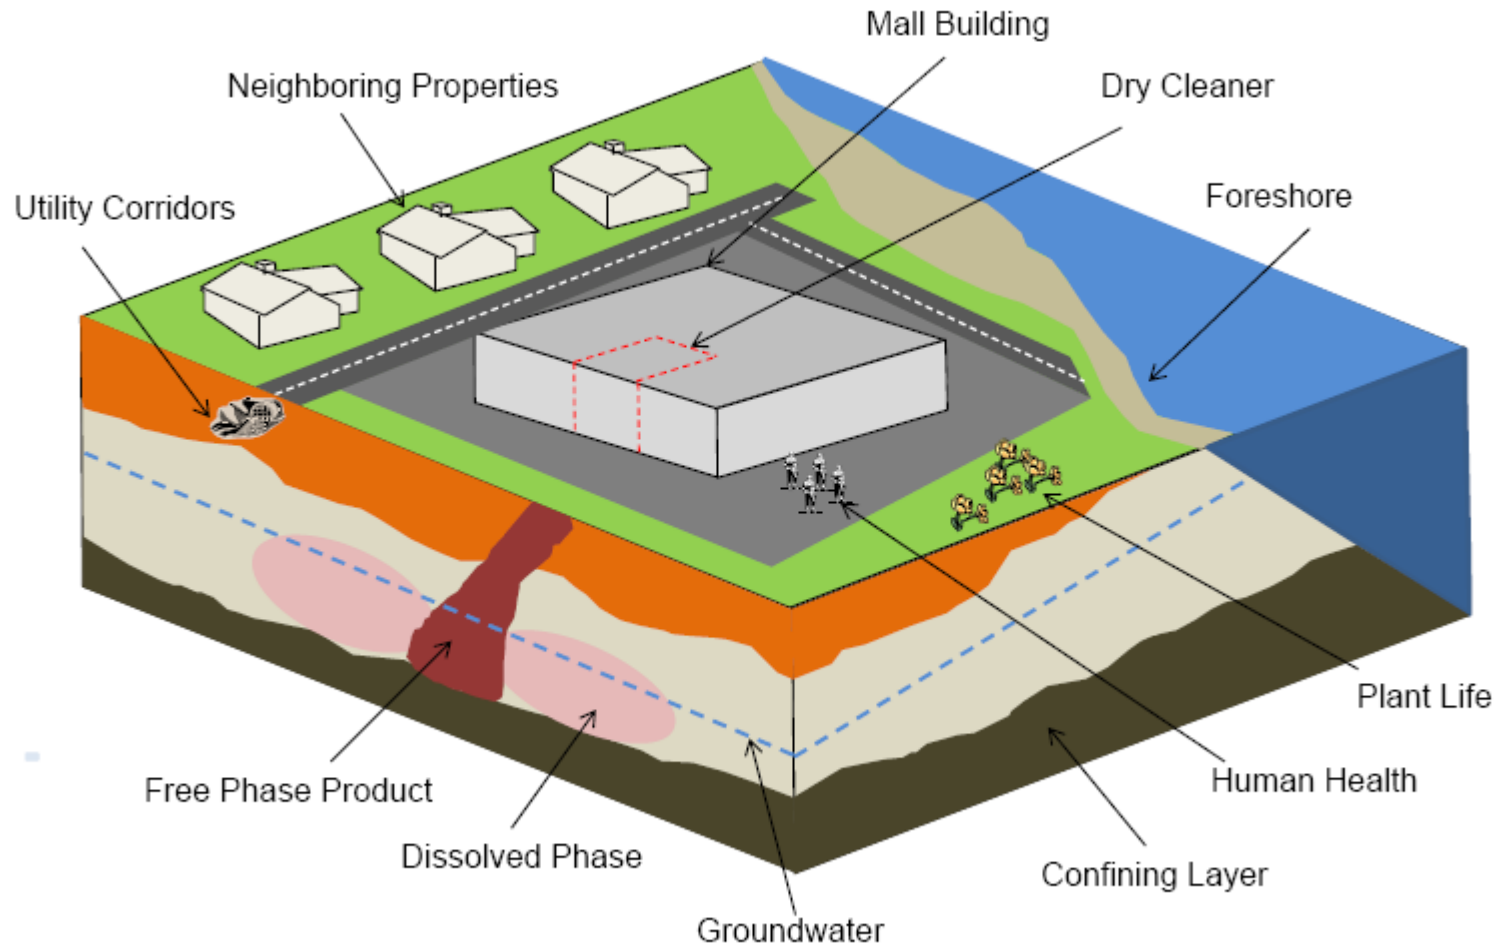 Mall Building
Neighboring Properties
Dry Cleaner
Utility Corridors
Foreshore
Plant Life
Free Phase Product
Human Health
Dissolved Phase
Confining Layer
Groundwater